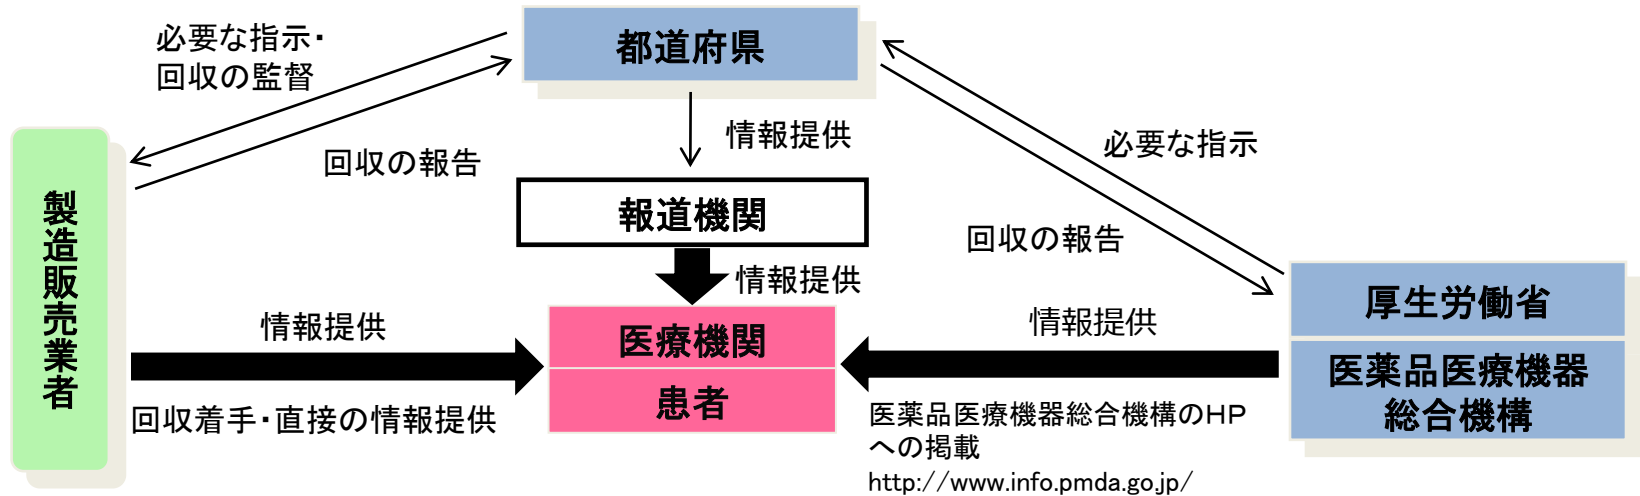 必要な指示・
回収の監督
都道府県
情報提供
必要な指示
回収の報告
製造販売業者
報道機関
回収の報告
情報提供
厚生労働省
医薬品医療機器
総合機構
情報提供
医療機関
患者
情報提供
回収着手・直接の情報提供
医薬品医療機器総合機構のHP
への掲載
http://www.info.pmda.go.jp/